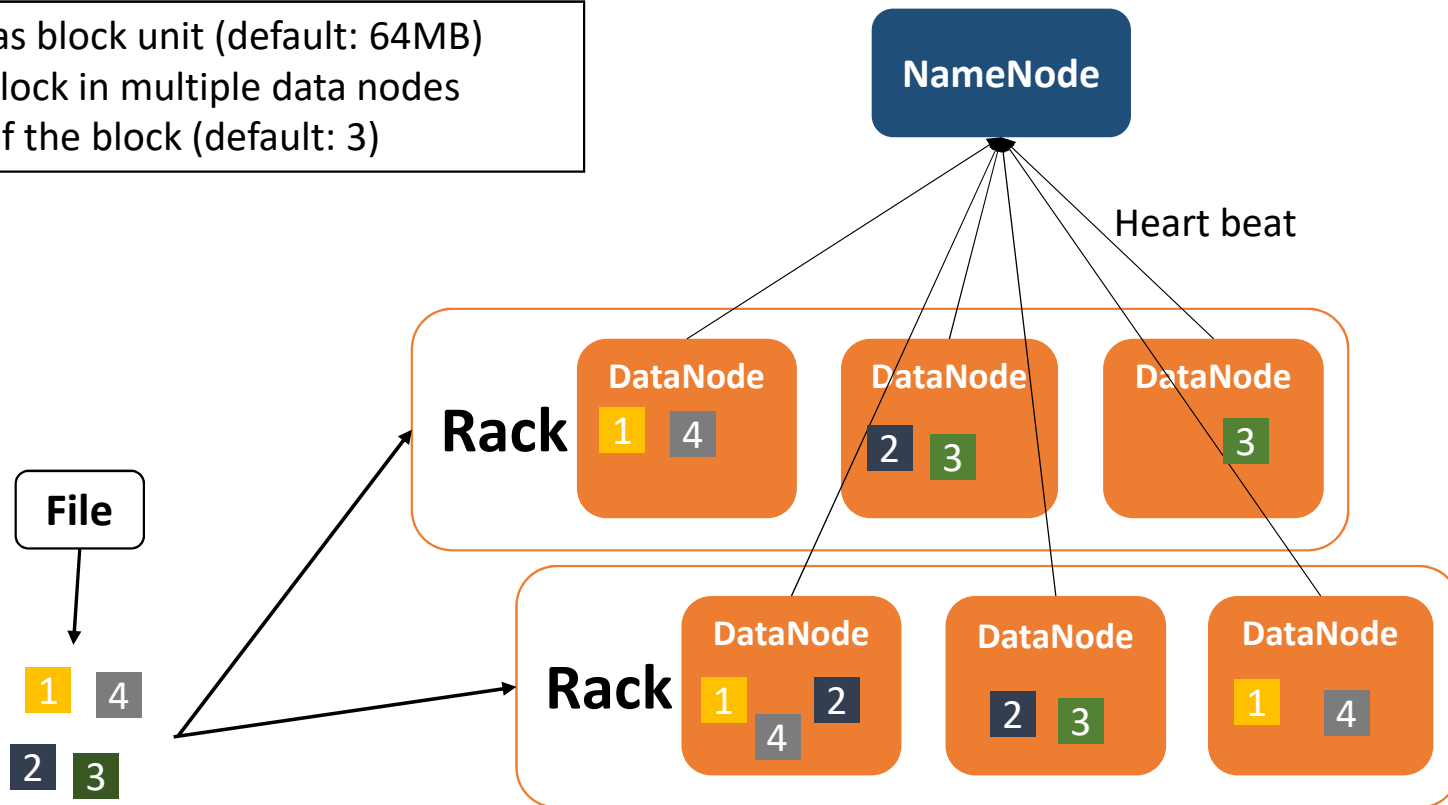 as block unit (default: 64MB)
lock in multiple data nodes
f the block (default: 3)
NameNode
Heart beat
Rack
DataNode
1 4
DataNode
2 3
DataNode
3
File
1 4
2 3
Rack
DataNode
1 2
4
DataNode
2 3
DataNode
1 4